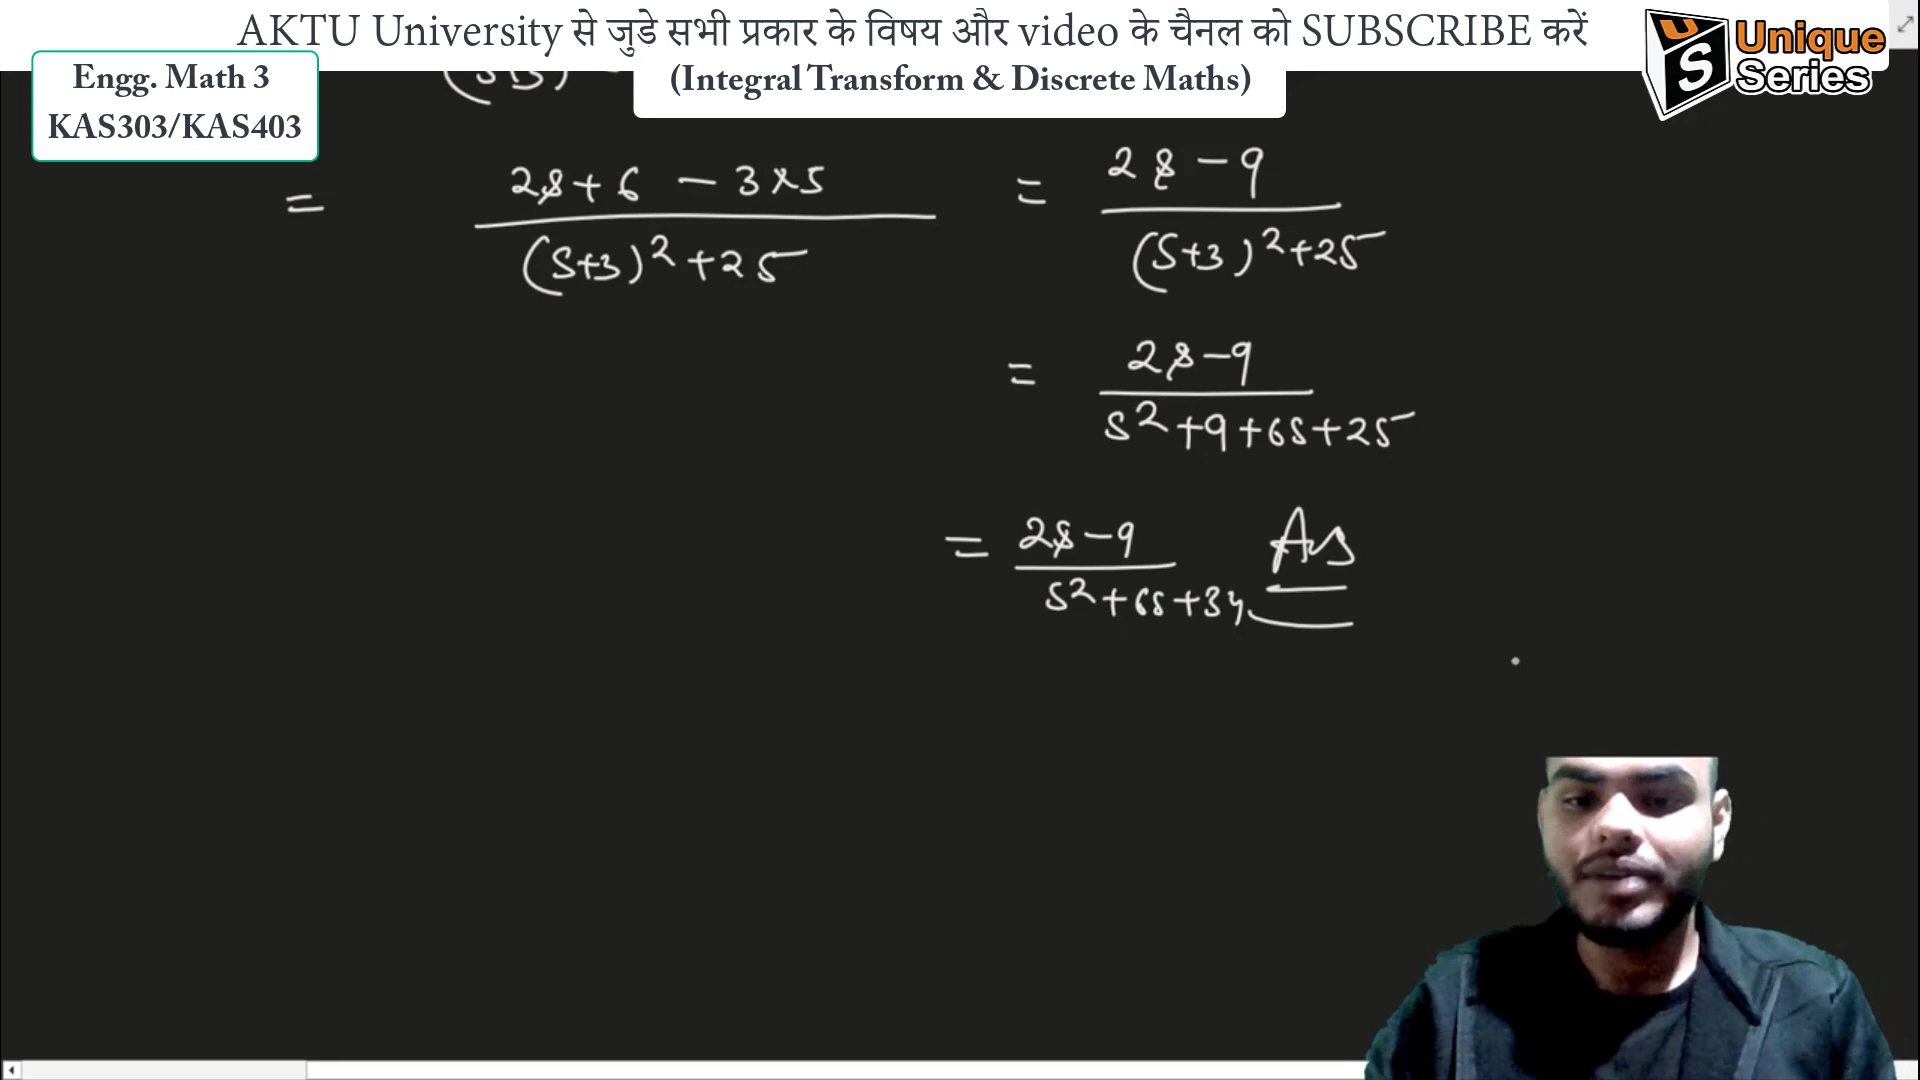 AKTU University से जुडे सभी प्रकार के विषय और video के चैनल को SUBSCRIBE करें
Unique
Series
U
S
Engg. Math 3
KAS303/KAS403
(Integral Transform & Discrete Maths)
(S+3)
= 2s+6 - 3×5 = 2s-9
(S+3)²+25 (S+3)²+25
= 2s-9
s²+9+6s+25
= 2s-9 Ans
s²+6s+34